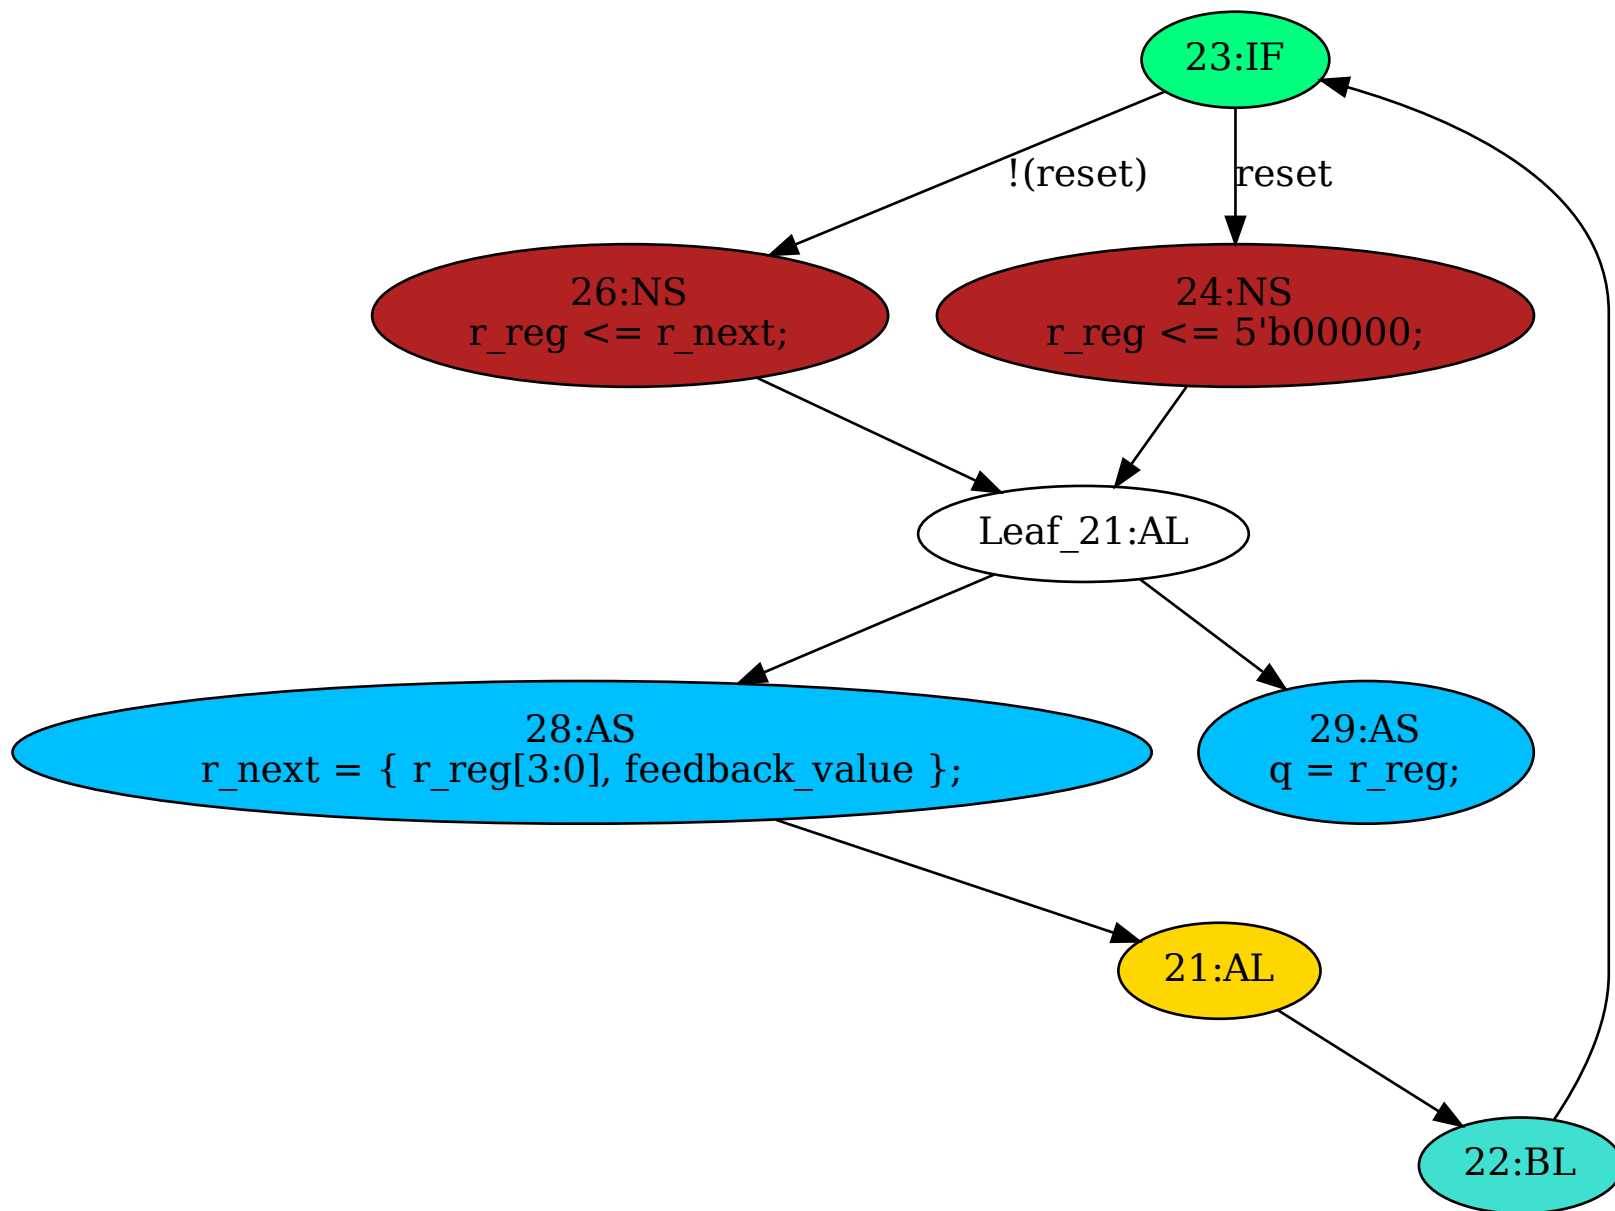 23:IF
!(reset)
reset
26:NS
r_reg <= r_next;
24:NS
r_reg <= 5'b00000;
Leaf_21:AL
28:AS
r_next = { r_reg[3:0], feedback_value };
29:AS
q = r_reg;
21:AL
22:BL